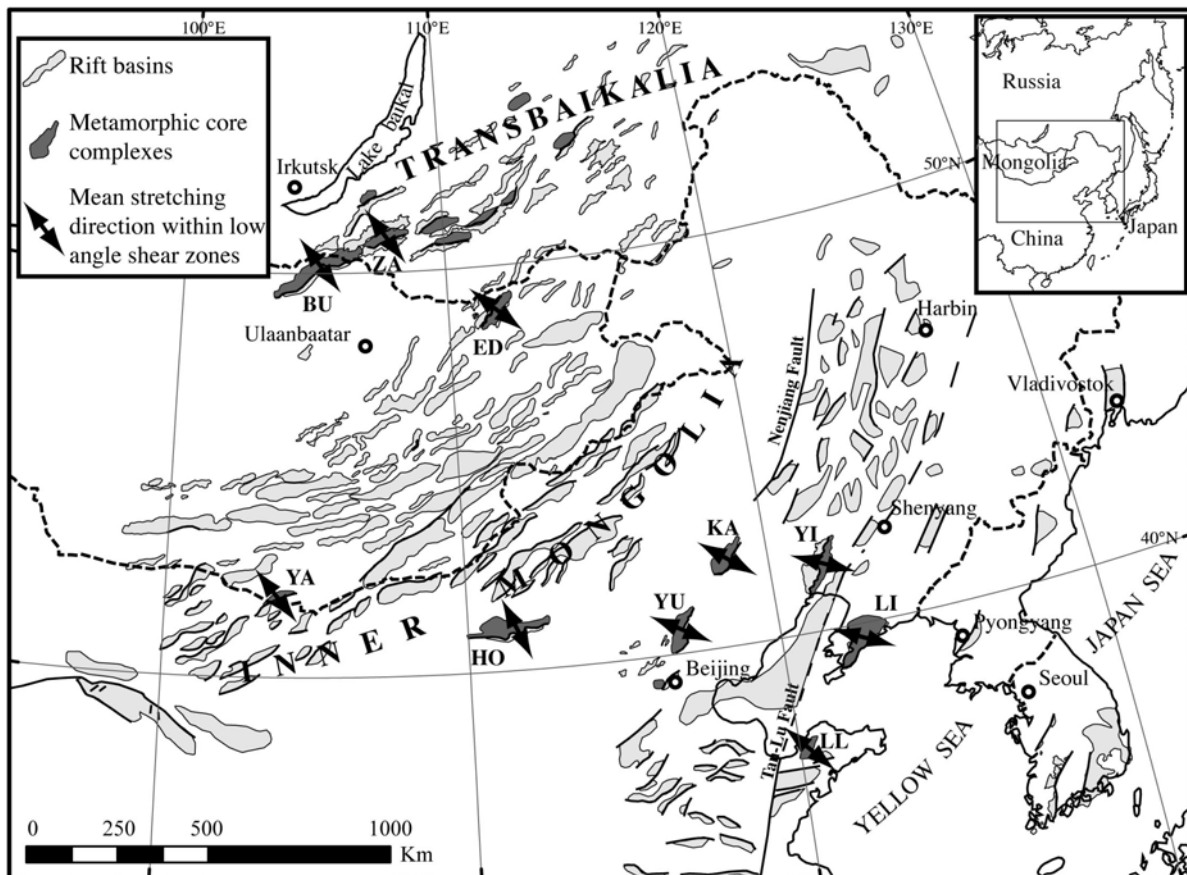 100°E
110°E
120°E
130°E
Rift basins
Metamorphic core
complexes
Mean stretching
direction within low
angle shear zones
Russia
Mongolia
China
Japan
TRANSBAIKALIA
Lake baikal
Irkutsk
50°N
ZA
BU
ED
Ulaanbaatar
Harbin
Nenjiang Fault
Vladivostok
INNER MONGOLIA
Shenyang
40°N
KA
YI
YA
YU
LI
HO
Beijing
Pyongyang
JAPAN SEA
Seoul
Tan-Lu Fault
LL
YELLOW SEA
0 250 500 1000
Km